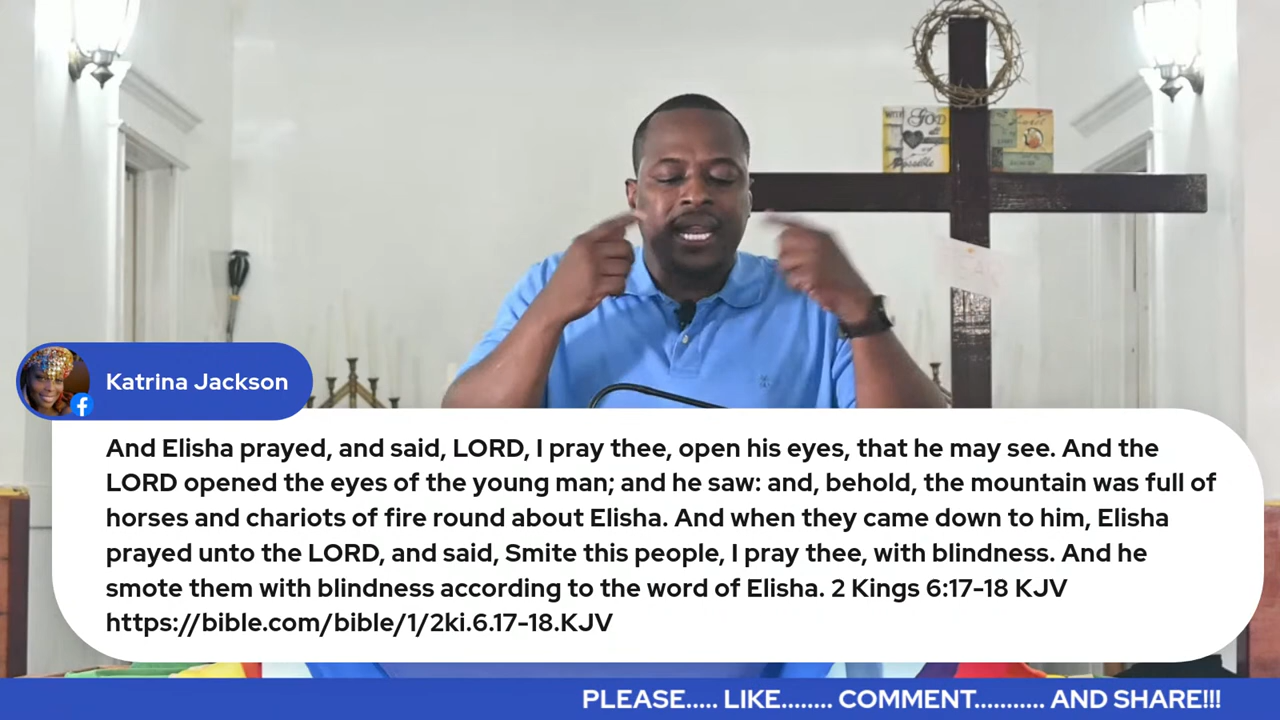 WITH GOD
all
Possible
Katrina Jackson
And Elisha prayed, and said, LORD, I pray thee, open his eyes, that he may see. And the
LORD opened the eyes of the young man; and he saw: and, behold, the mountain was full of
horses and chariots of fire round about Elisha. And when they came down to him, Elisha
prayed unto the LORD, and said, Smite this people, I pray thee, with blindness. And he
smote them with blindness according to the word of Elisha. 2 Kings 6:17-18 KJV
https://bible.com/bible/1/2ki.6.17-18.KJV
PLEASE..... LIKE........ COMMENT........... AND SHARE!!!